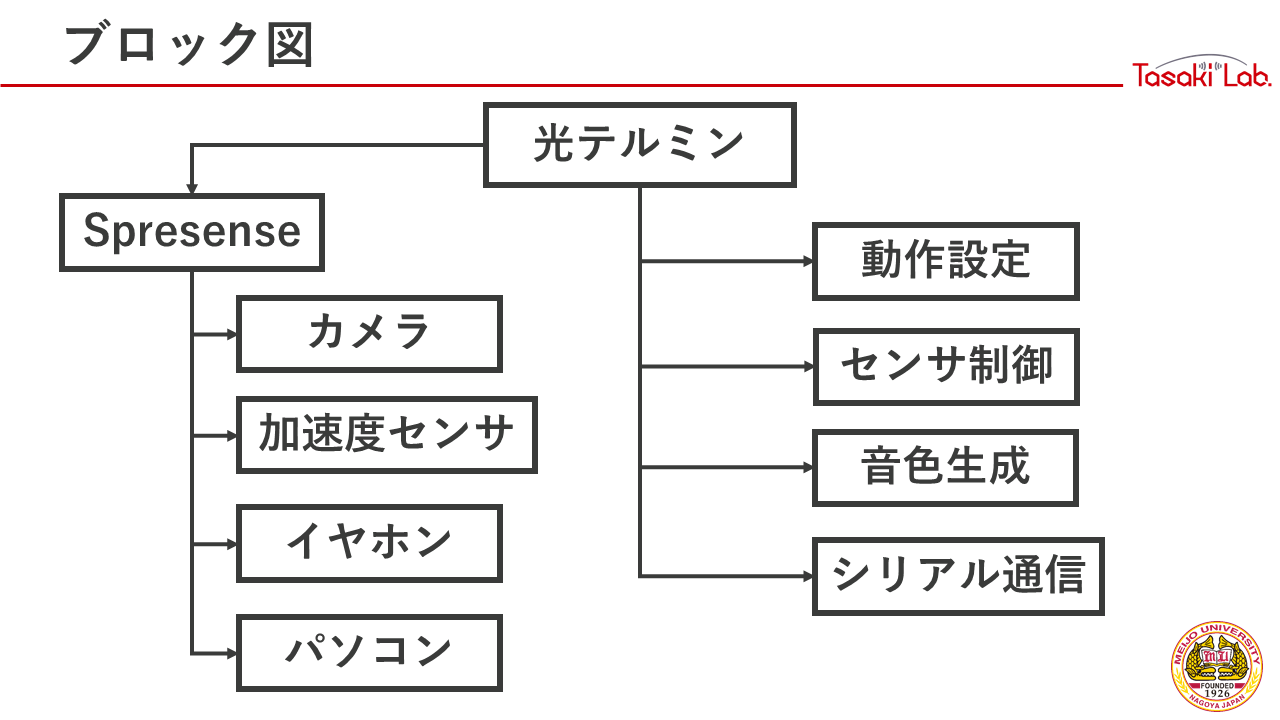 ブロック図
Tasaki Lab.
光テルミン
Spresense
動作設定
カメラ
センサ制御
加速度センサ
音色生成
イヤホン
シリアル通信
パソコン
MEIJO UNIVERSITY
FOUNDED
1926
NAGOYA JAPAN